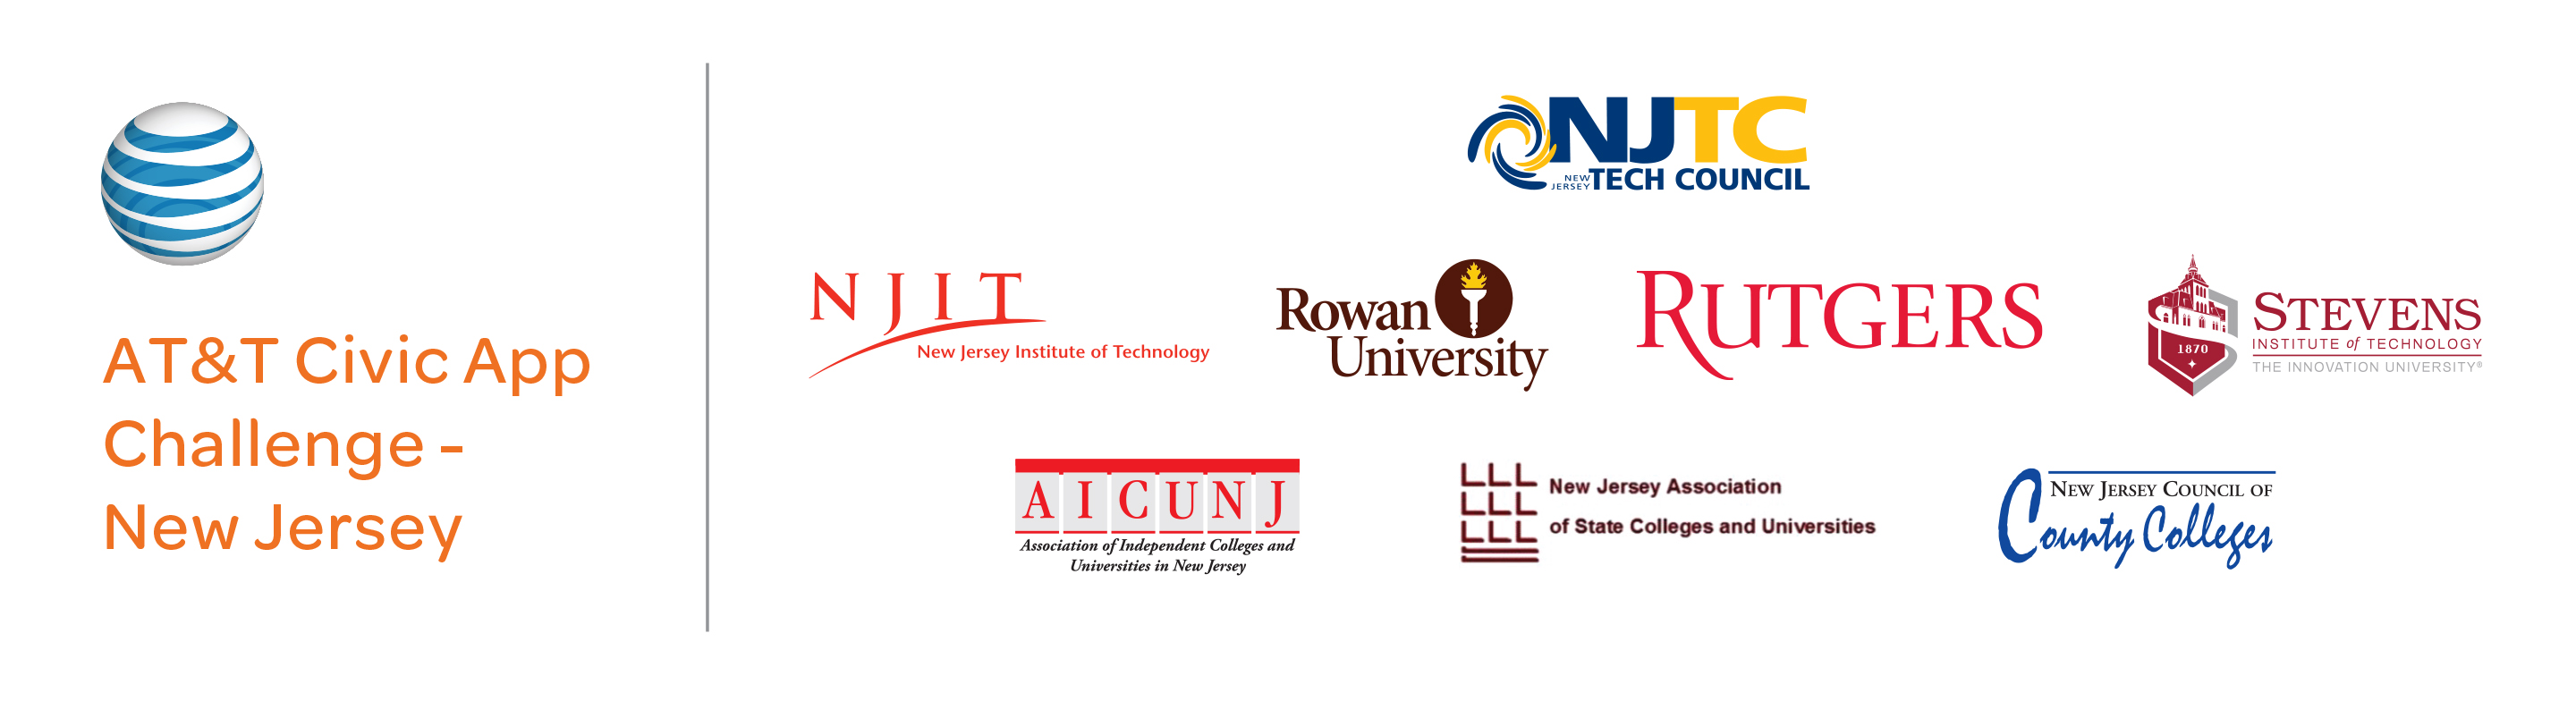 AT&T Civic App
Challenge -
New Jersey
NJTC
NEW JERSEY TECH COUNCIL
NJIT
New Jersey Institute of Technology
Rowan
University
RUTGERS
1870
STEVENS
INSTITUTE of TECHNOLOGY
THE INNOVATION UNIVERSITY®
AICUNJ
Association of Independent Colleges and
Universities in New Jersey
New Jersey Association
of State Colleges and Universities
NEW JERSEY COUNCIL OF
County Colleges